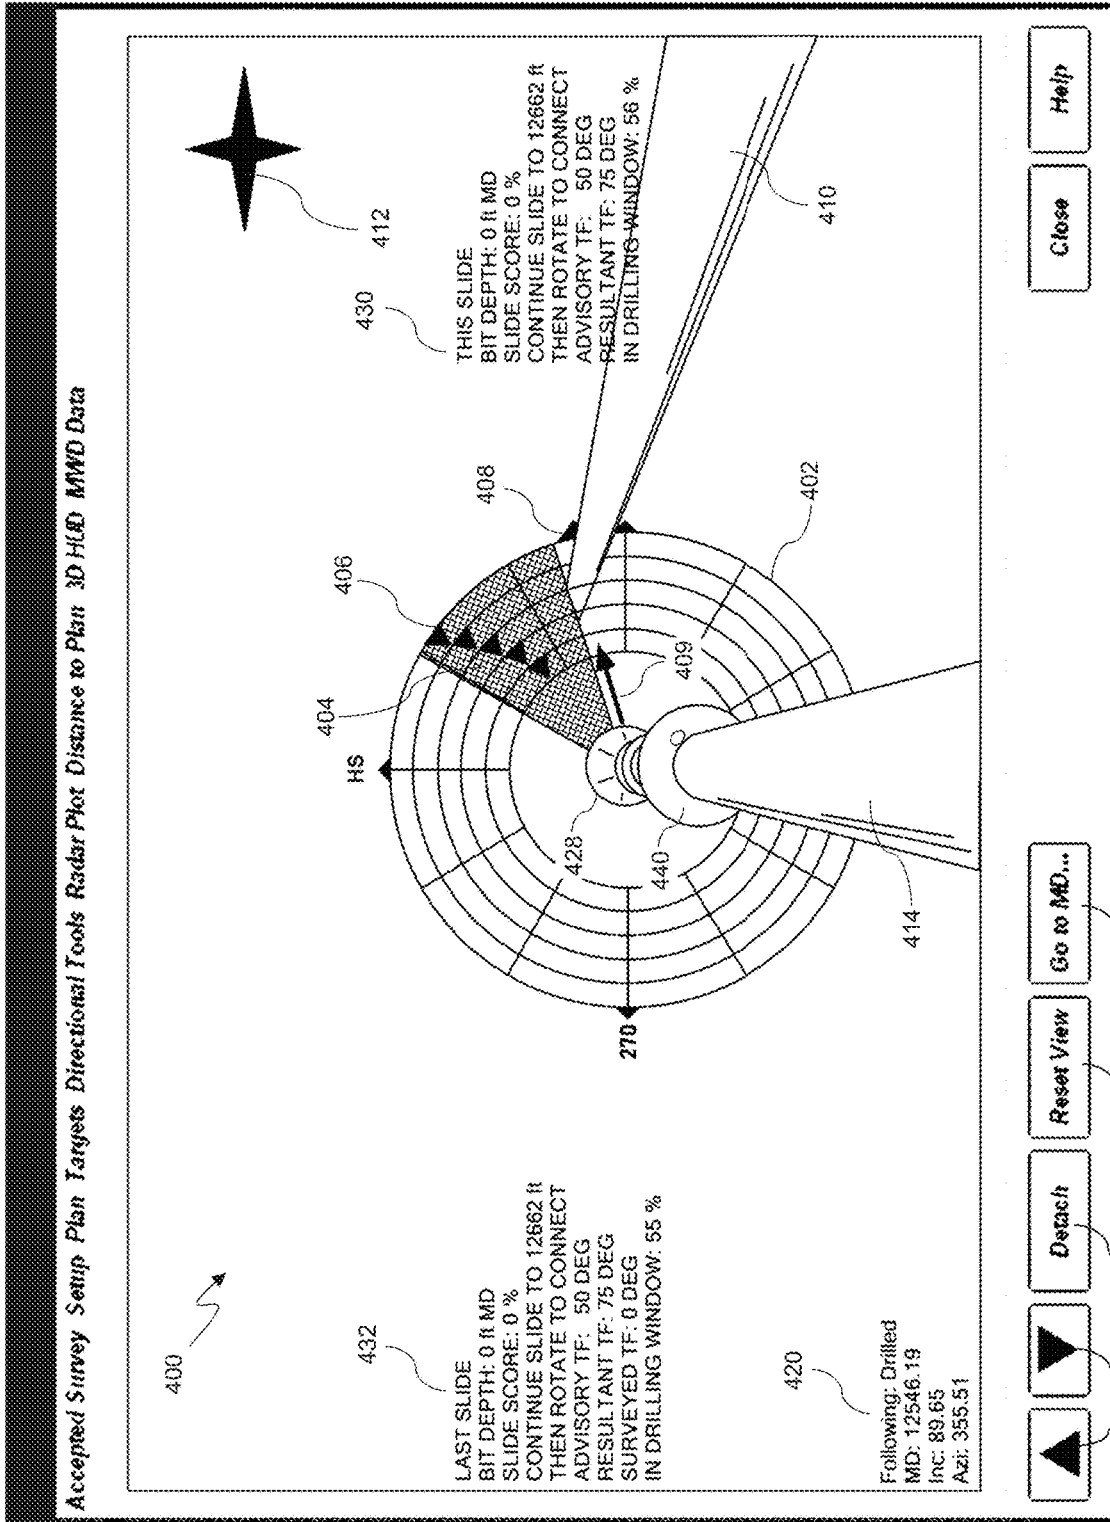 Accepted Survey Setup Plan Targets Directional Tools Radar Plot Distance to Plan 3D HUD MWD Data
400
432
LAST SLIDE
BIT DEPTH: 0 ft MD
SLIDE SCORE: 0 %
CONTINUE SLIDE TO 12662 ft
THEN ROTATE TO CONNECT
ADVISORY TF: 50 DEG
RESULTANT TF: 75 DEG
SURVEYED TF: 0 DEG
IN DRILLING WINDOW: 55 %
420
Following: Drilled
MD: 12546.19
Inc: 89.65
Azi: 355.51
HS
270
404
406
408
409
428
440
402
414
412
430
THIS SLIDE
BIT DEPTH: 0 ft MD
SLIDE SCORE: 0 %
CONTINUE SLIDE TO 12662 ft
THEN ROTATE TO CONNECT
ADVISORY TF: 50 DEG
RESULTANT TF: 75 DEG
IN DRILLING WINDOW: 56 %
410
Detach
Reset View
Go to MD...
Close
Help